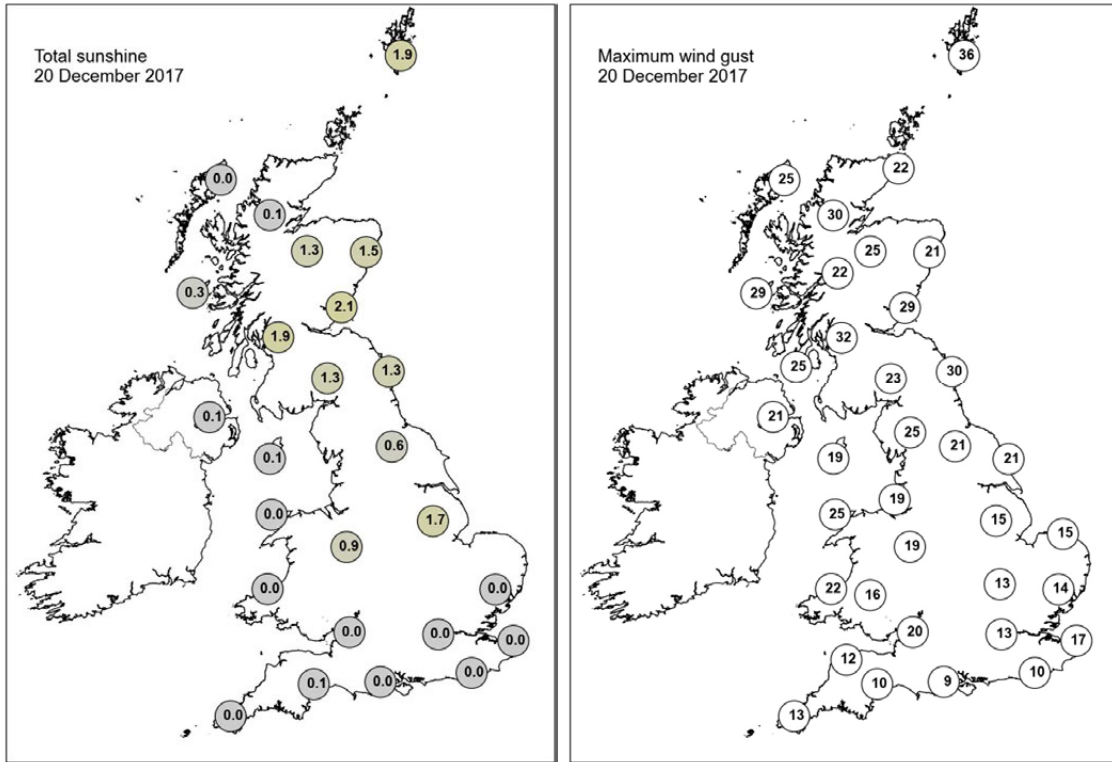 Total sunshine
20 December 2017
1.9
0.0
0.1
1.3 1.5
0.3
2.1
1.9
1.3 1.3
0.1
0.6
0.1
0.0 1.7
0.9
0.0 0.0
0.0 0.0 0.0
0.1 0.0 0.0
0.0
Maximum wind gust
20 December 2017
36
22
25
30
25 21
22
29
29
32
25 23 30
21
25
19 21 21
19
25 15
15
19
22 16 13 14
20 13 17
12
10 9 10
13